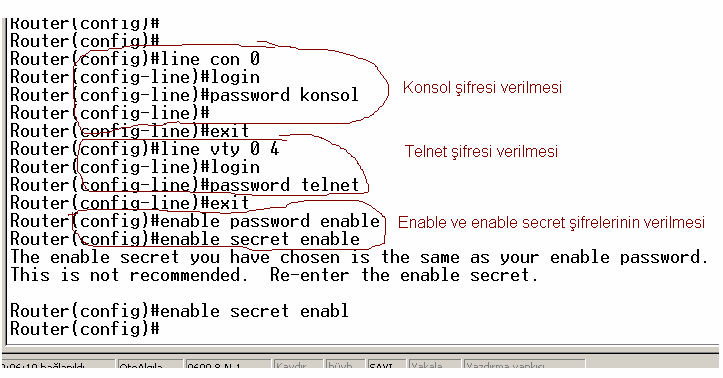 Router(config)#
Router(config)#
Router(config)#line con 0
Router(config-line)#login
Router(config-line)#password konsol
Konsol şifresi verilmesi
Router(config-line)#
Router(config-line)#exit
Router(config)#line vty 0 4
Telnet şifresi verilmesi
Router(config-line)#login
Router(config-line)#password telnet
Router(config-line)#exit
Router(config)#enable password enable
Enable ve enable secret şifrelerinin verilmesi
Router(config)#enable secret enable
The enable secret you have chosen is the same as your enable password.
This is not recommended.  Re-enter the enable secret.
Router(config)#enable secret enabl
Router(config)#
bağlanıldı OtoAlgıla 9600 8-N-1 Kaydır büyh SAYI Yakala Yazdırma yankısı